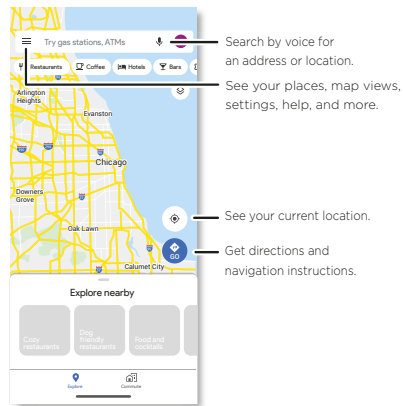 Try gas stations, ATMs
Restaurants
Coffee
Hotels
Bars
Arlington
Heights
Evanston
Chicago
Downers
Grove
Oak Lawn
Calumet City
GO
Explore nearby
Cozy
restaurants
Dog
friendly
restaurants
Food and
cocktails
Explore
Commute
Search by voice for
an address or location.
See your places, map views,
settings, help, and more.
See your current location.
Get directions and
navigation instructions.